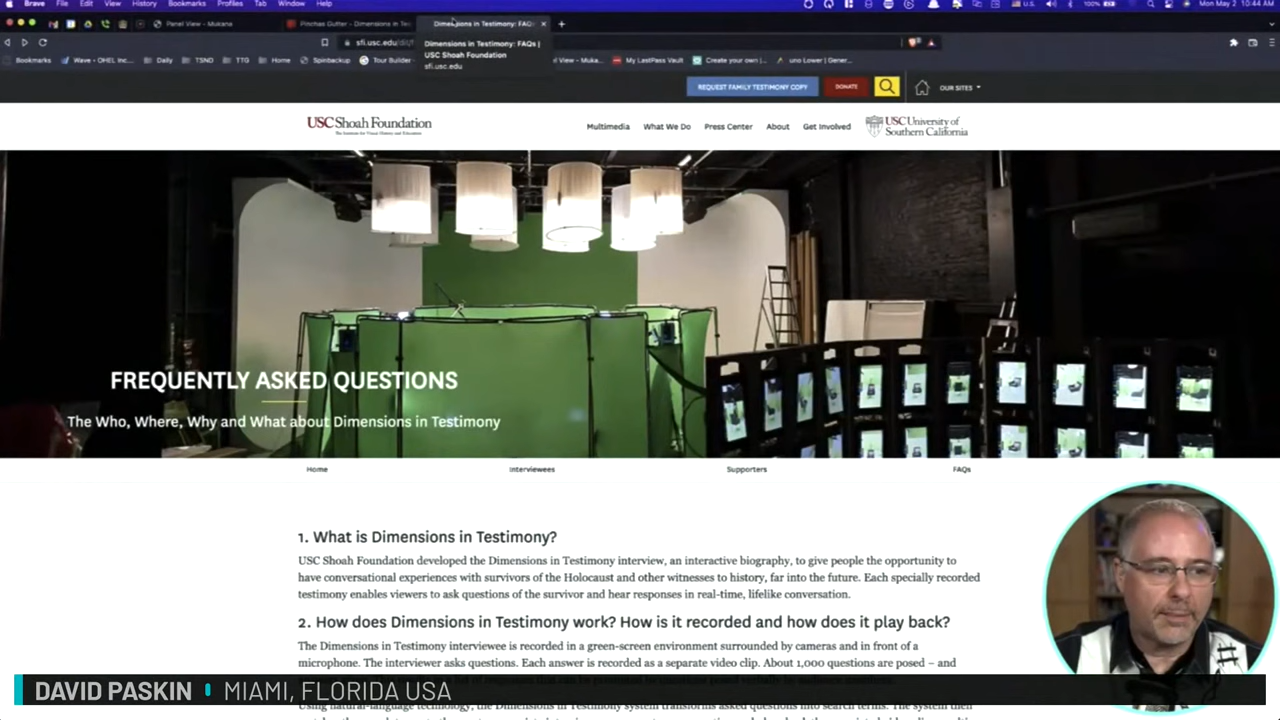 Brave File Edit View History Bookmarks Profiles Tab Window Help
100%
Mon May 2 10:44 AM
Panel View - Mukana
Pinchas Gutter - Dimensions in Tes
Dimensions in Testimony: FAQs
sfi.usc.edu/dit/
Dimensions in Testimony: FAQs |
USC Shoah Foundation
sfi.usc.edu
Bookmarks
Wave - OHEL Inc...
Daily
TSND
TTG
Home
Spinbackup
Tour Builder
el View - Muka...
My LastPass Vault
Create your own |...
uno Lower | Gener...
REQUEST FAMILY TESTIMONY COPY
DONATE
OUR SITES
USC Shoah Foundation
The Institute for Visual History and Education
Multimedia
What We Do
Press Center
About
Get Involved
USC University of
Southern California
FREQUENTLY ASKED QUESTIONS
The Who, Where, Why and What about Dimensions in Testimony
Home
Interviewees
Supporters
FAQs
1. What is Dimensions in Testimony?
USC Shoah Foundation developed the Dimensions in Testimony interview, an interactive biography, to give people the opportunity to
have conversational experiences with survivors of the Holocaust and other witnesses to history, far into the future. Each specially recorded
testimony enables viewers to ask questions of the survivor and hear responses in real-time, lifelike conversation.
2. How does Dimensions in Testimony work? How is it recorded and how does it play back?
The Dimensions in Testimony interviewee is recorded in a green-screen environment surrounded by cameras and in front of a
microphone. The interviewer asks questions. Each answer is recorded as a separate video clip. About 1,000 questions are posed – and
DAVID PASKIN MIAMI, FLORIDA USA
Using natural-language technology, the Dimensions in Testimony system transforms asked questions into search terms. The system then